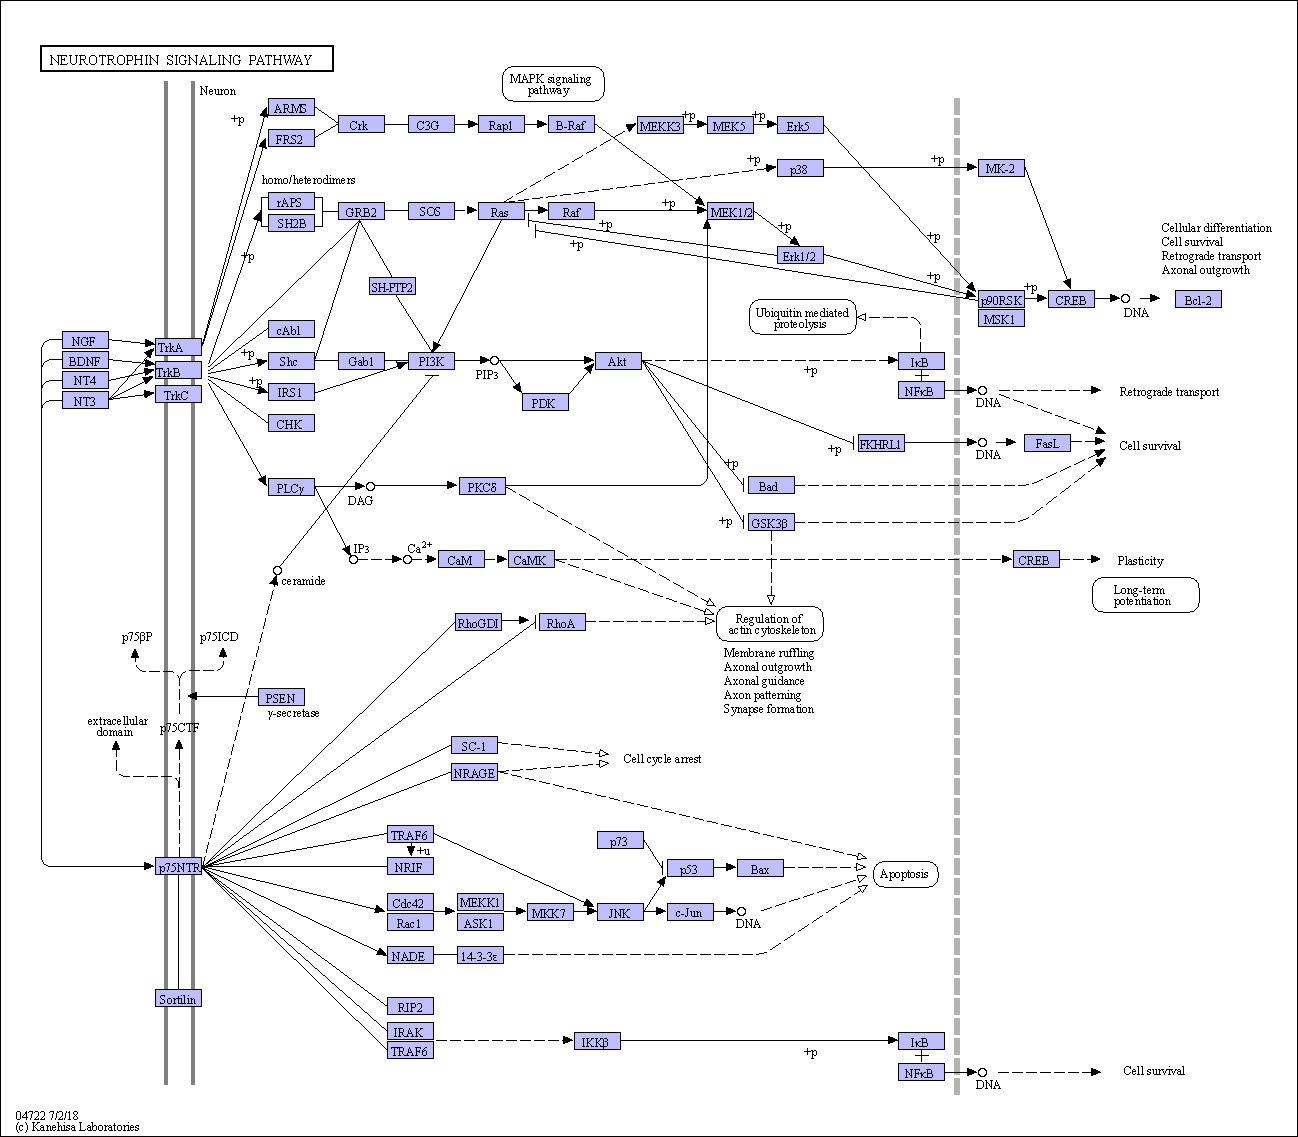 NEUROTROPHIN SIGNALING PATHWAY
MAPK signaling
pathway
Neuron
ARMS
+p
FRS2
Crk
C3G
Rap1
B-Raf
MEKK3
+p
MEK5
+p
Erk5
+p
p38
+p
MK-2
homo/heterodimers
rAPS
SH2B
GRB2
SOS
Ras
Raf
+p
MEK1/2
+p
+p
+p
+p
Erk1/2
+p
+p
Cellular differentiation
Cell survival
Retrograde transport
Axonal outgrowth
SH-PTP2
p90RSK
+p
MSK1
CREB
DNA
Bcl-2
Ubiquitin mediated
proteolysis
cAbl
NGF
BDNF
NT4
NT3
TrkA
TrkB
TrkC
+p
Shc
Gab1
PI3K
PIP3
Akt
+p
IκB
+p
IRS1
PDK
NFκB
DNA
Retrograde transport
CHK
+p
FKHRL1
DNA
FasL
Cell survival
PLCγ
DAG
PKCδ
+p
Bad
+p
GSK3β
IP3
Ca2+
CaM
CaMK
CREB
Plasticity
ceramide
Long-term
potentiation
RhoGDI
RhoA
Regulation of
actin cytoskeleton
Membrane ruffling
Axonal outgrowth
Axonal guidance
Axon patterning
Synapse formation
p75βP
p75ICD
PSEN
γ-secretase
extracellular
domain
p75CTF
SC-1
NRAGE
Cell cycle arrest
TRAF6
+u
NRIF
p73
p53
Bax
Apoptosis
p75NTR
Cdc42
Rac1
MEKK1
ASK1
MKK7
JNK
c-Jun
DNA
NADE
14-3-3ε
Sortilin
RIP2
IRAK
TRAF6
IKKβ
+p
IκB
NFκB
DNA
Cell survival
04722 7/2/18
(c) Kanehisa Laboratories